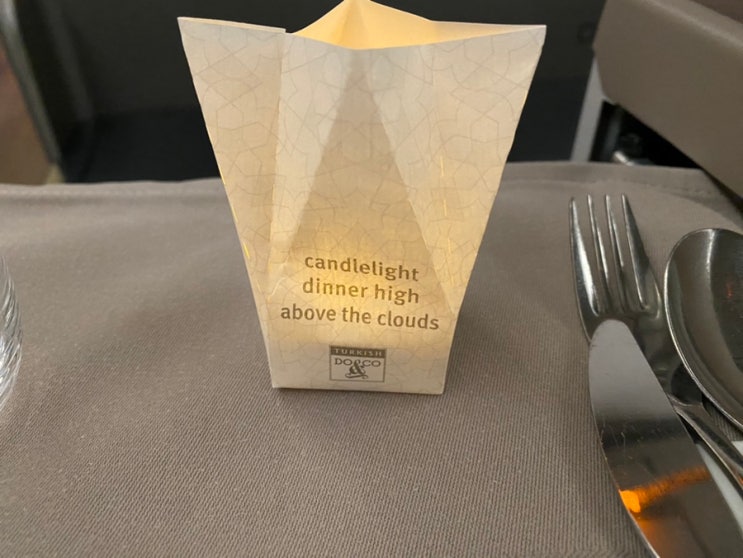 candlelight
dinner high
above the clouds
TURKISH
DO&CO